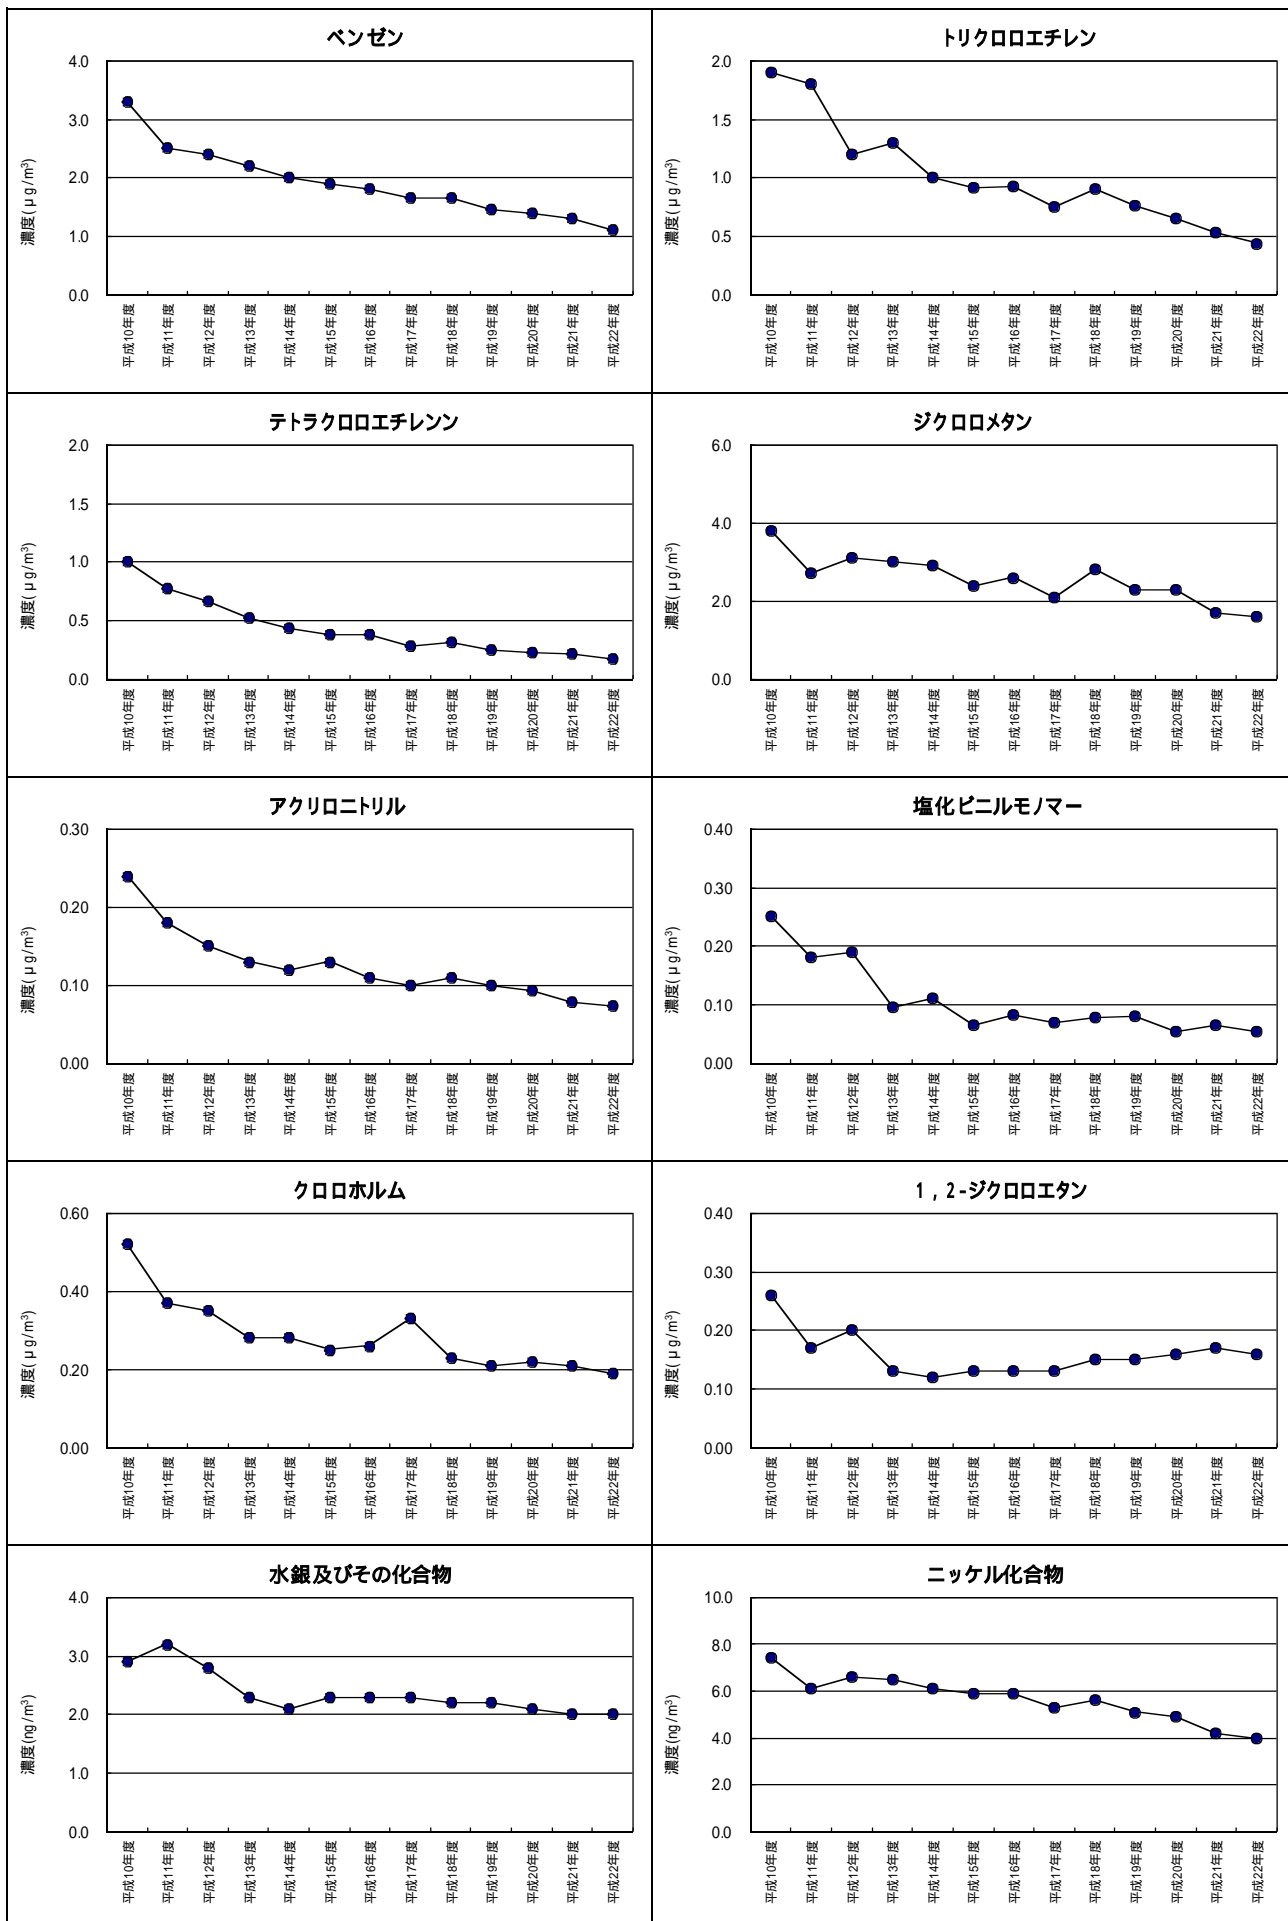 ベンゼン
4.0
3.0
2.0
1.0
0.0
濃度(μg/m³)
平成10年度
平成11年度
平成12年度
平成13年度
平成14年度
平成15年度
平成16年度
平成17年度
平成18年度
平成19年度
平成20年度
平成21年度
平成22年度
トリクロロエチレン
2.0
1.5
1.0
0.5
0.0
濃度(μg/m³)
平成10年度
平成11年度
平成12年度
平成13年度
平成14年度
平成15年度
平成16年度
平成17年度
平成18年度
平成19年度
平成20年度
平成21年度
平成22年度
テトラクロロエチレンン
2.0
1.5
1.0
0.5
0.0
濃度(μg/m³)
平成10年度
平成11年度
平成12年度
平成13年度
平成14年度
平成15年度
平成16年度
平成17年度
平成18年度
平成19年度
平成20年度
平成21年度
平成22年度
ジクロロメタン
6.0
4.0
2.0
0.0
濃度(μg/m³)
平成10年度
平成11年度
平成12年度
平成13年度
平成14年度
平成15年度
平成16年度
平成17年度
平成18年度
平成19年度
平成20年度
平成21年度
平成22年度
アクリロニトリル
0.30
0.20
0.10
0.00
濃度(μg/m³)
平成10年度
平成11年度
平成12年度
平成13年度
平成14年度
平成15年度
平成16年度
平成17年度
平成18年度
平成19年度
平成20年度
平成21年度
平成22年度
塩化ビニルモノマー
0.40
0.30
0.20
0.10
0.00
濃度(μg/m³)
平成10年度
平成11年度
平成12年度
平成13年度
平成14年度
平成15年度
平成16年度
平成17年度
平成18年度
平成19年度
平成20年度
平成21年度
平成22年度
クロロホルム
0.60
0.40
0.20
0.00
濃度(μg/m³)
平成10年度
平成11年度
平成12年度
平成13年度
平成14年度
平成15年度
平成16年度
平成17年度
平成18年度
平成19年度
平成20年度
平成21年度
平成22年度
1，2-ジクロロエタン
0.40
0.30
0.20
0.10
0.00
濃度(μg/m³)
平成10年度
平成11年度
平成12年度
平成13年度
平成14年度
平成15年度
平成16年度
平成17年度
平成18年度
平成19年度
平成20年度
平成21年度
平成22年度
水銀及びその化合物
4.0
3.0
2.0
1.0
0.0
濃度(ng/m³)
平成10年度
平成11年度
平成12年度
平成13年度
平成14年度
平成15年度
平成16年度
平成17年度
平成18年度
平成19年度
平成20年度
平成21年度
平成22年度
ニッケル化合物
10.0
8.0
6.0
4.0
2.0
0.0
濃度(ng/m³)
平成10年度
平成11年度
平成12年度
平成13年度
平成14年度
平成15年度
平成16年度
平成17年度
平成18年度
平成19年度
平成20年度
平成21年度
平成22年度